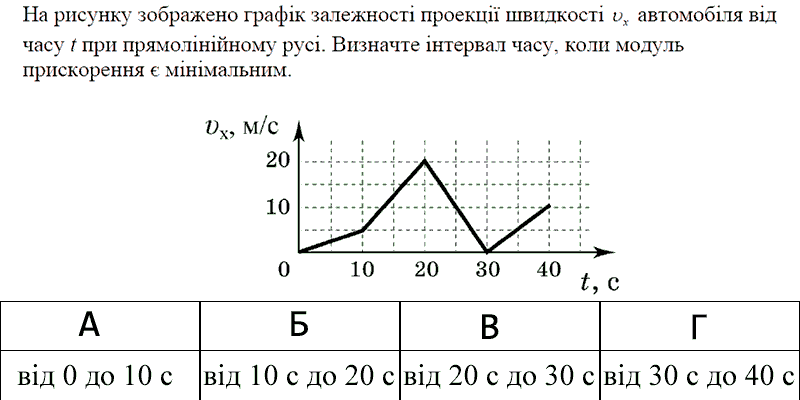 На рисунку зображено графік залежності проекції швидкості υₓ автомобіля від
часу t при прямолінійному русі. Визначте інтервал часу, коли модуль
прискорення є мінімальним.
υₓ, м/с
20
10
0 10 20 30 40
t, с
А Б В Г
від 0 до 10 с від 10 с до 20 с від 20 с до 30 с від 30 с до 40 с